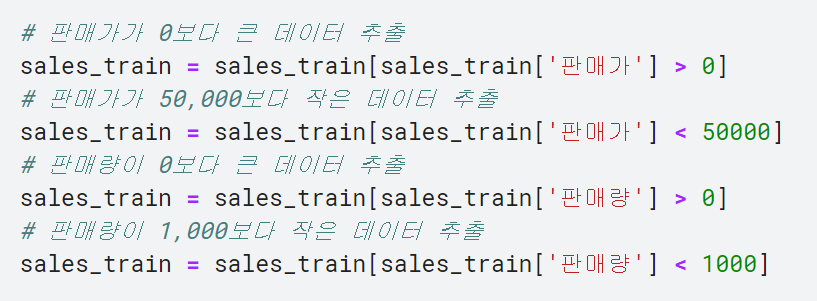 # 판매가가 0보다 큰 데이터 추출
sales_train = sales_train[sales_train['판매가'] > 0]
# 판매가가 50,000보다 작은 데이터 추출
sales_train = sales_train[sales_train['판매가'] < 50000]
# 판매량이 0보다 큰 데이터 추출
sales_train = sales_train[sales_train['판매량'] > 0]
# 판매량이 1,000보다 작은 데이터 추출
sales_train = sales_train[sales_train['판매량'] < 1000]